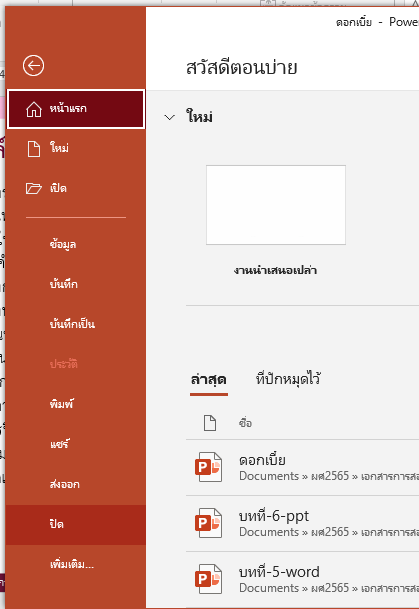 ดอกเบี้ย - Power
สวัสดีตอนบ่าย
หน้าแรก
ใหม่
เปิด
ข้อมูล
บันทึก
บันทึกเป็น
ประวัติ
พิมพ์
แชร์
ส่งออก
ปิด
เพิ่มเติม...
ใหม่
งานนำเสนอเปล่า
ล่าสุด ที่ปักหมุดไว้
ชื่อ
ดอกเบี้ย
Documents » ผศ2565 » เอกสารการส
บทที่-6-ppt
Documents » ผศ2565 » เอกสารการส
บทที่-5-word
Documents » ผศ2565 » เอกสารการส